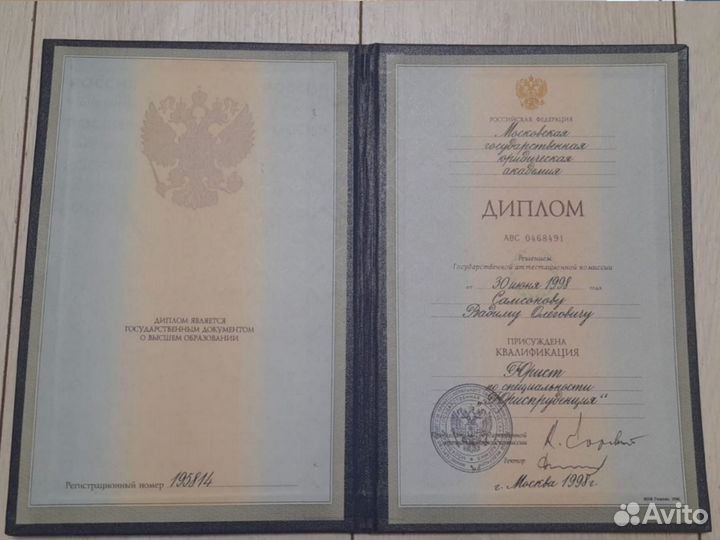 ДИПЛОМ ЯВЛЯЕТСЯ
ГОСУДАРСТВЕННЫМ ДОКУМЕНТОМ
О ВЫСШЕМ ОБРАЗОВАНИИ
Регистрационный номер 195814
РОССИЙСКАЯ ФЕДЕРАЦИЯ
Московская
государственная
юридическая
академия
ДИПЛОМ
АВС 0468491
Решением
Государственной аттестационной комиссии
от 30 июня 1998 года
Самсонову
Вадиму Олеговичу
ПРИСУЖДЕНА
КВАЛИФИКАЦИЯ
Юрист
по специальности
"Юриспруденция"
Ректор
г. Москва 1998 г.
Avito